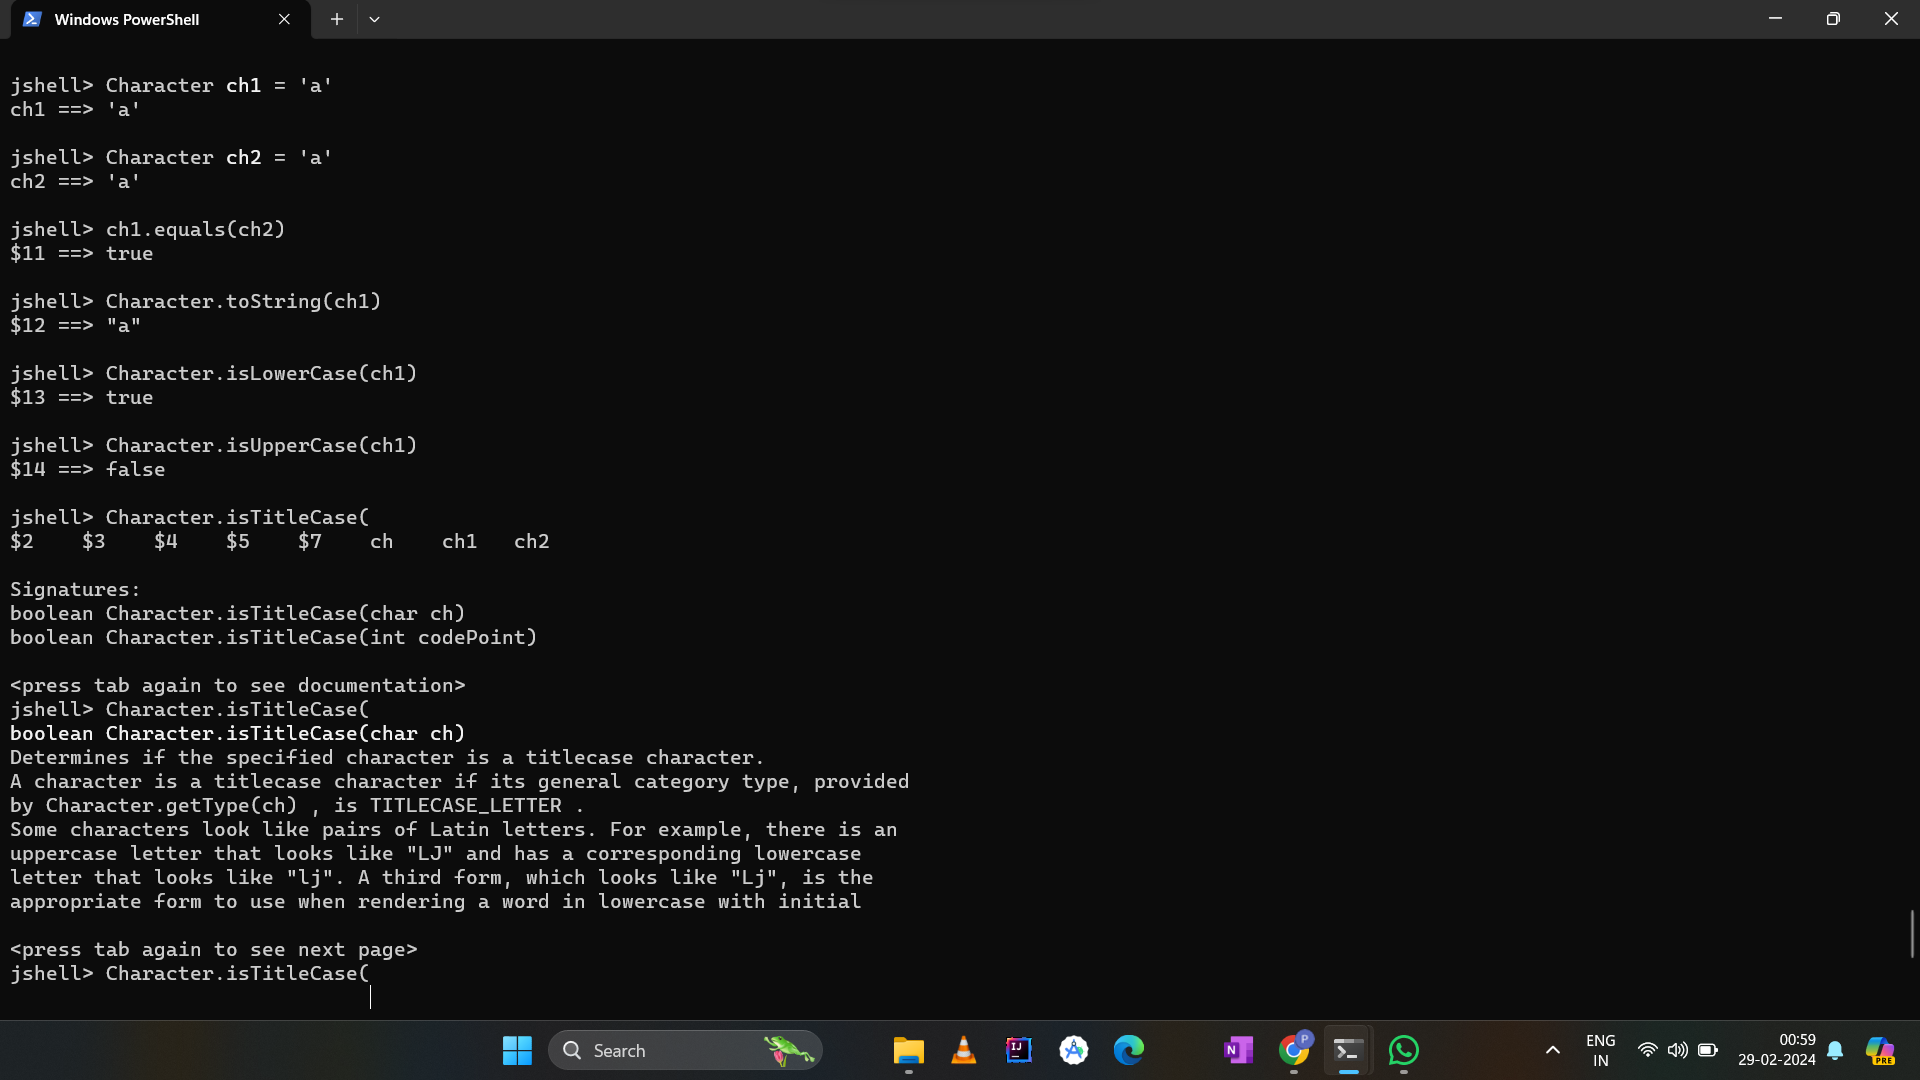 Windows PowerShell
jshell> Character ch1 = 'a'
ch1 ==> 'a'
jshell> Character ch2 = 'a'
ch2 ==> 'a'
jshell> ch1.equals(ch2)
$11 ==> true
jshell> Character.toString(ch1)
$12 ==> "a"
jshell> Character.isLowerCase(ch1)
$13 ==> true
jshell> Character.isUpperCase(ch1)
$14 ==> false
jshell> Character.isTitleCase(
$2    $3    $4    $5    $7    ch    ch1   ch2
Signatures:
boolean Character.isTitleCase(char ch)
boolean Character.isTitleCase(int codePoint)
<press tab again to see documentation>
jshell> Character.isTitleCase(
boolean Character.isTitleCase(char ch)
Determines if the specified character is a titlecase character.
A character is a titlecase character if its general category type, provided
by Character.getType(ch) , is TITLECASE_LETTER .
Some characters look like pairs of Latin letters. For example, there is an
uppercase letter that looks like "LJ" and has a corresponding lowercase
letter that looks like "lj". A third form, which looks like "Lj", is the
appropriate form to use when rendering a word in lowercase with initial
<press tab again to see next page>
jshell> Character.isTitleCase(
Search
IJ
N
P
ENG
IN
00:59
29-02-2024
PRE